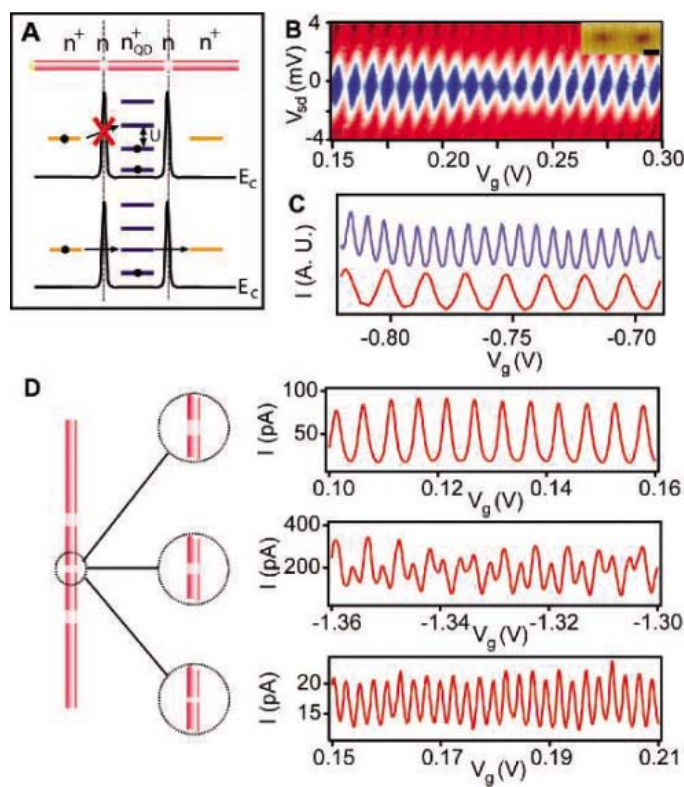 A
n+ n n+QD n n+
U
Ec
Ec
B
Vsd (mV)
4
0
-4
0.15 0.20 0.25 0.30
Vg (V)
C
I (A. U.)
-0.80 -0.75 -0.70
Vg (V)
D
I (pA)
100
50
0.10 0.12 0.14 0.16
Vg (V)
I (pA)
400
200
-1.36 -1.34 -1.32 -1.30
Vg (V)
I (pA)
20
15
0.15 0.17 0.19 0.21
Vg (V)